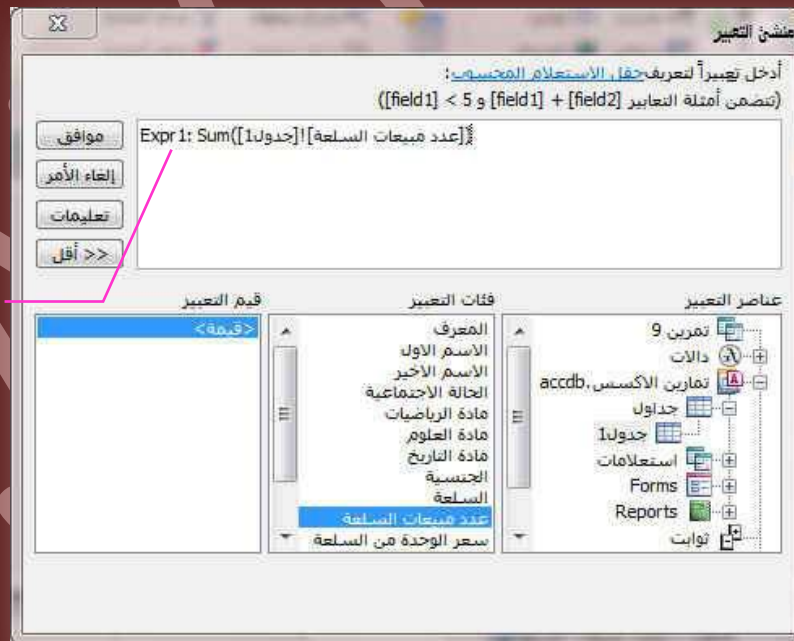 منشئ التعبير
أدخل تعبيراً لتعريف حقل الاستعلام المحسوب:
(تتضمن أمثلة التعابير [field1] + [field2] و [field1] < 5)
Expr1: Sum([جدول1]![عدد مبيعات السلعة])
موافق
إلغاء الأمر
تعليمات
<< أقل
عناصر التعبير
تمرين 9
دالات
تمارين الاكسس.accdb
جداول
جدول1
استعلامات
Forms
Reports
ثوابت
فئات التعبير
المعرف
الاسم الاول
الاسم الاخير
الحالة الاجتماعية
مادة الرياضيات
مادة العلوم
مادة التاريخ
الجنسية
السلعة
عدد مبيعات السلعة
سعر الوحدة من السلعة
قيم التعبير
<قيمة>